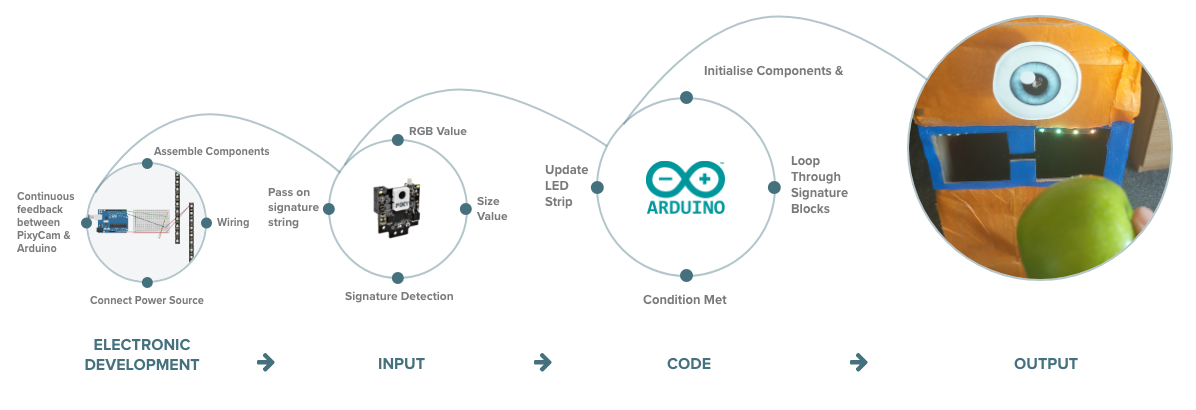 Assemble Components
Continuous
feedback
between
PixyCam &
Arduino
Wiring
Connect Power Source
RGB Value
Pass on
signature
string
PIXY
Size
Value
Signature Detection
Initialise Components &
Update
LED
Strip
ARDUINO
Loop
Through
Signature
Blocks
Condition Met
ELECTRONIC
DEVELOPMENT
INPUT
CODE
OUTPUT